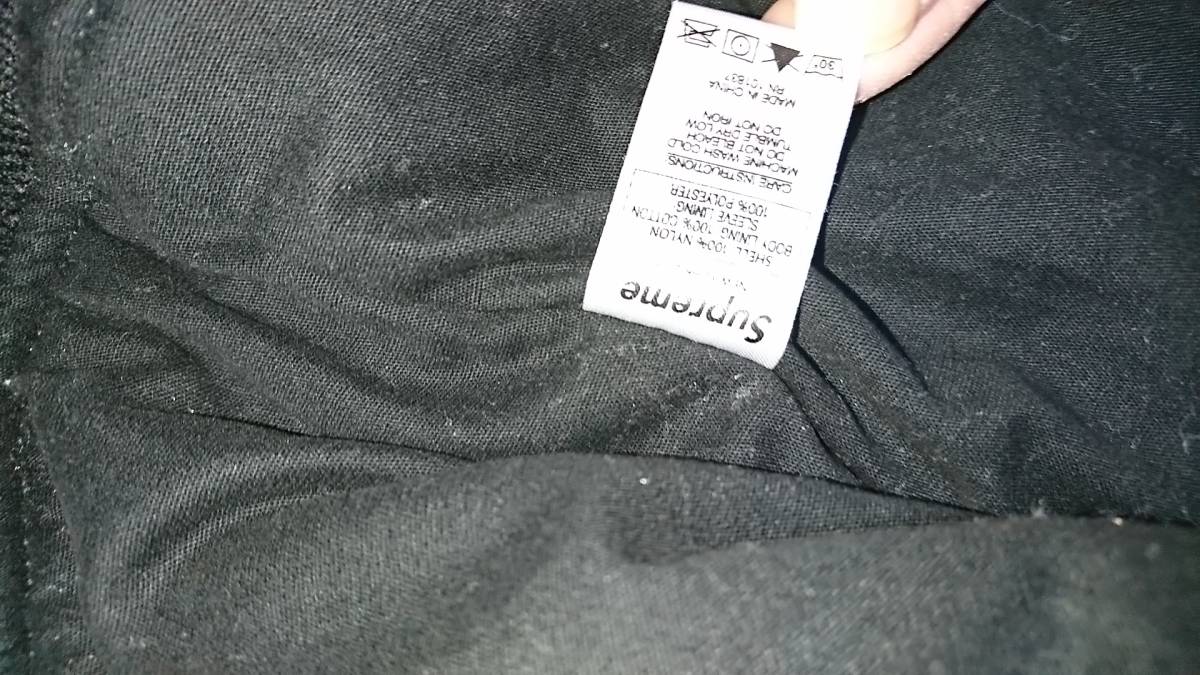 Supreme
SHELL 100% NYLON
BODY LINING 100% COTTON
SLEEVE LINING
100% POLYESTER
CARE INSTRUCTIONS
MACHINE WASH COLD
DO NOT BLEACH
TUMBLE DRY LOW
DO NOT IRON
MADE IN CHINA
RN 101837
30°